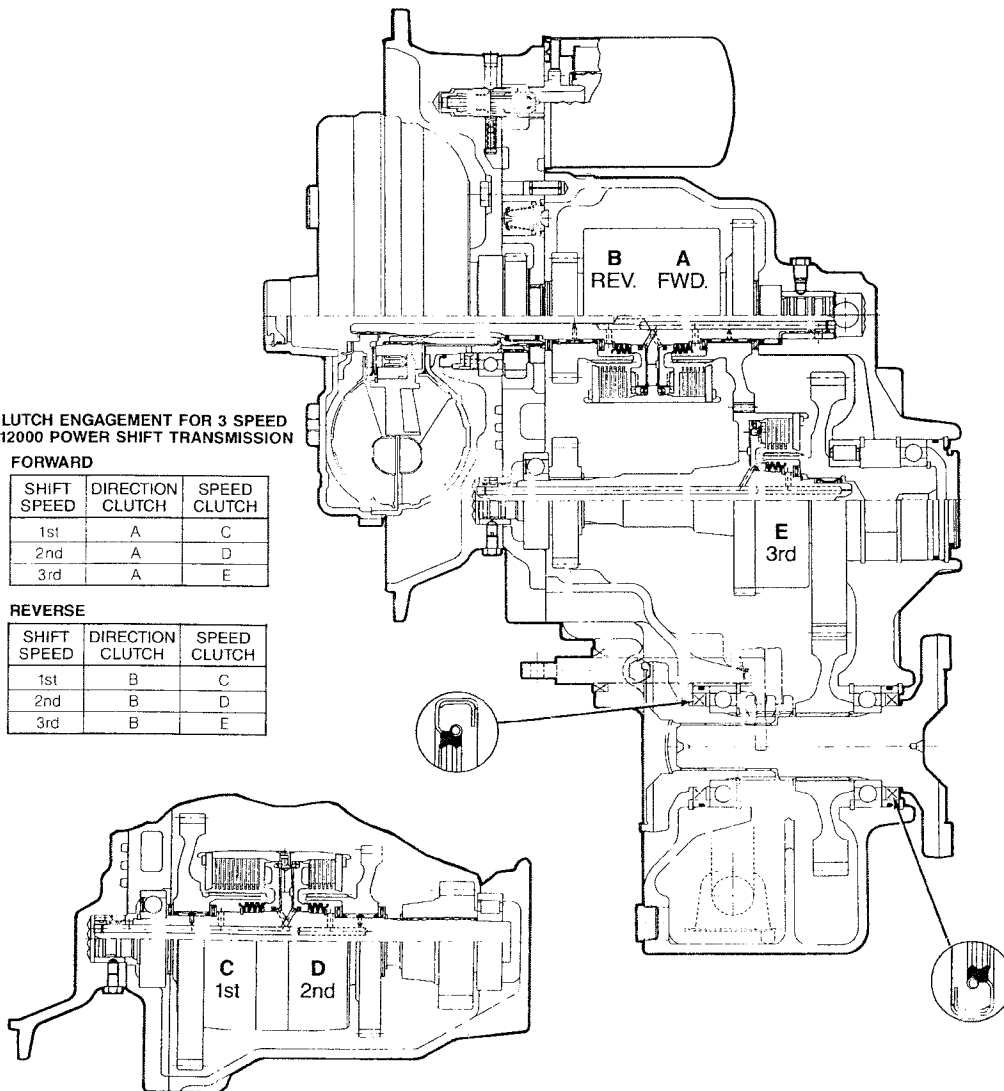 LUTCH ENGAGEMENT FOR 3 SPEED
12000 POWER SHIFT TRANSMISSION
FORWARD
SHIFT SPEED DIRECTION CLUTCH SPEED CLUTCH
1st A C
2nd A D
3rd A E
REVERSE
SHIFT SPEED DIRECTION CLUTCH SPEED CLUTCH
1st B C
2nd B D
3rd B E
B A
REV. FWD.
E
3rd
C D
1st 2nd